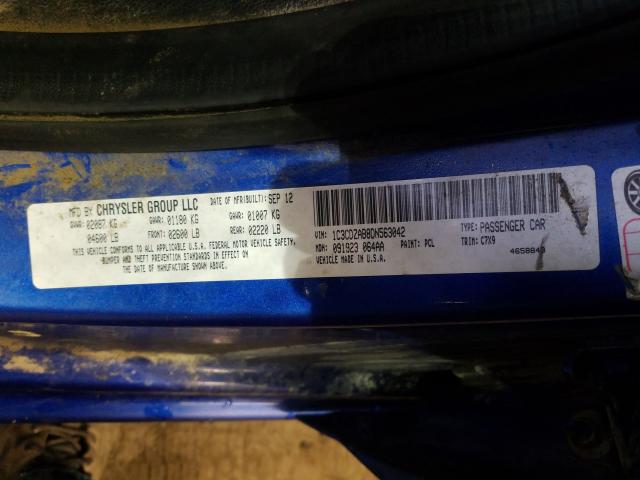 MFD BY CHRYSLER GROUP LLC DATE OF MFR(BUILT): SEP 12
GVWR: 02087 KG GAWR: 01180 KG GAWR: 01007 KG
04600 LB FRONT: 02600 LB REAR: 02220 LB
THIS VEHICLE CONFORMS TO ALL U.S.A. FEDERAL MOTOR VEHICLE SAFETY,
BUMPER AND THEFT PREVENTION STANDARDS IN EFFECT ON
THE DATE OF MANUFACTURE SHOWN ABOVE.
VIN: 1C3CDZAB8DN563042 TYPE: PASSENGER CAR
MDH: 091923 064AA PAINT: PCL TRIM: C7X9
VEHICLE MADE IN U.S.A. 4658843